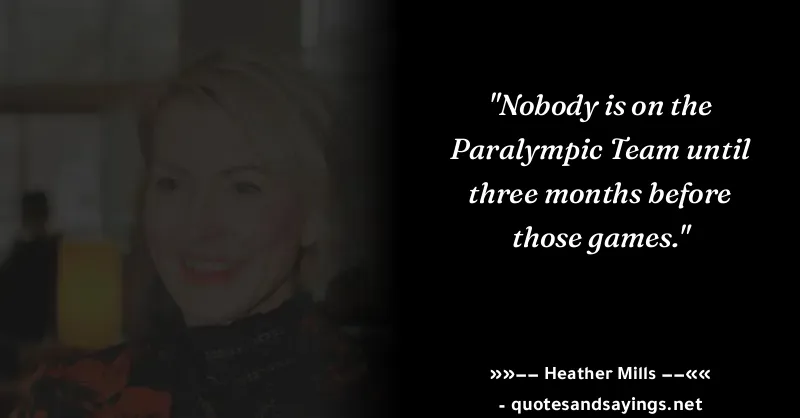 "Nobody is on the
Paralympic Team until
three months before
those games."
»»−− Heather Mills −−««
- quotesandsayings.net